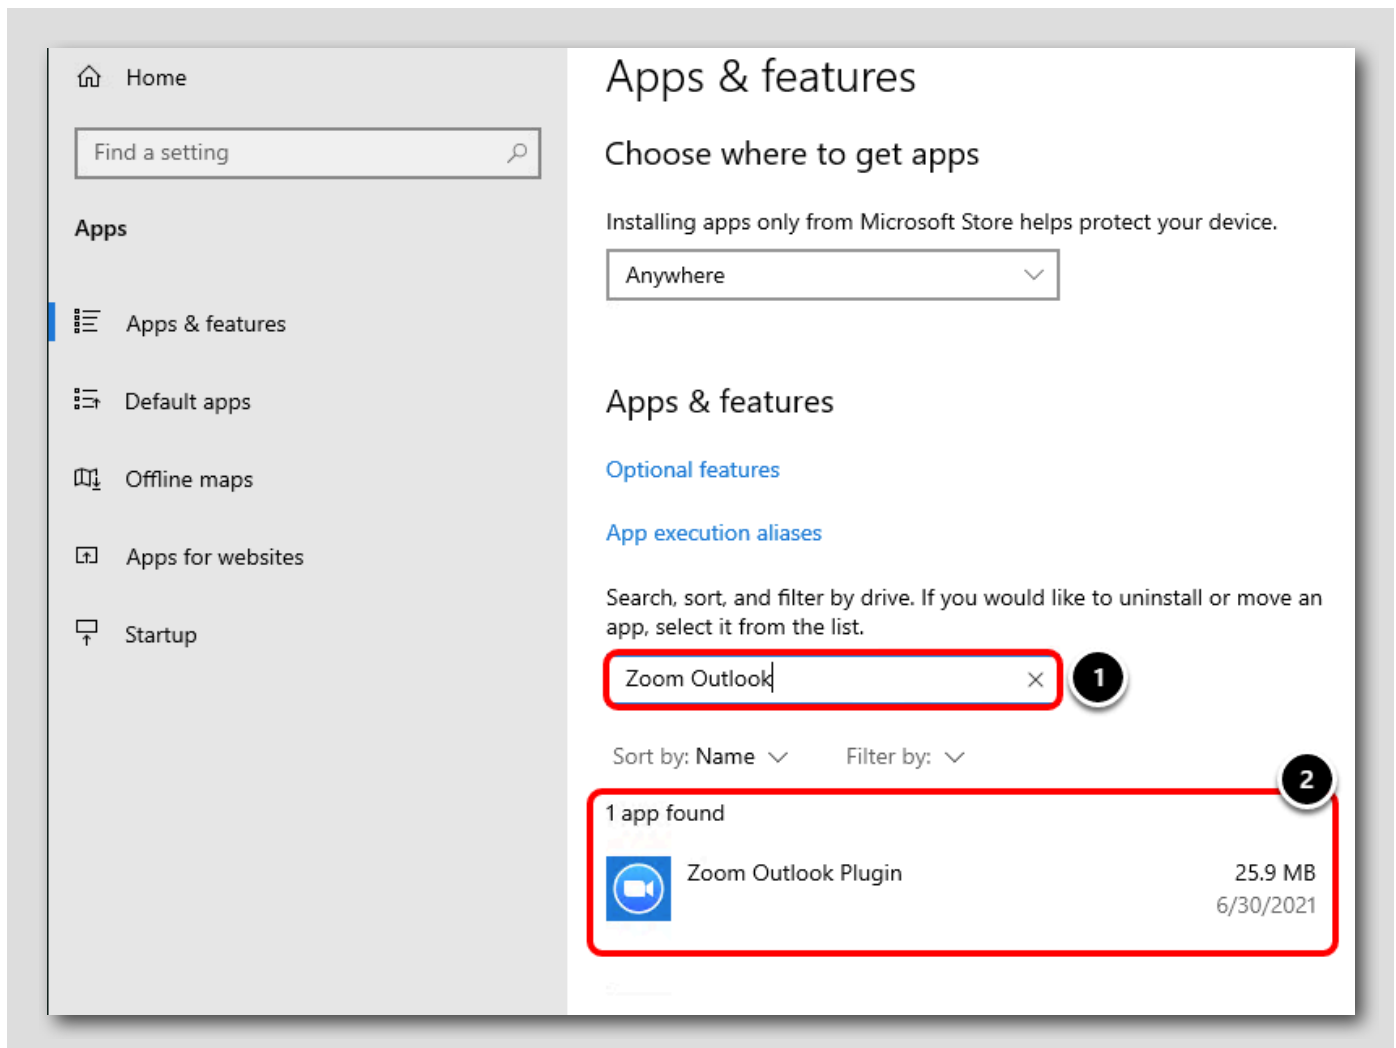 Home
Find a setting
Apps
Apps & features
Default apps
Offline maps
Apps for websites
Startup
Apps & features
Choose where to get apps
Installing apps only from Microsoft Store helps protect your device.
Anywhere
Apps & features
Optional features
App execution aliases
Search, sort, and filter by drive. If you would like to uninstall or move an
app, select it from the list.
Zoom Outlook
1
Sort by: Name Filter by:
2
1 app found
Zoom Outlook Plugin 25.9 MB
6/30/2021